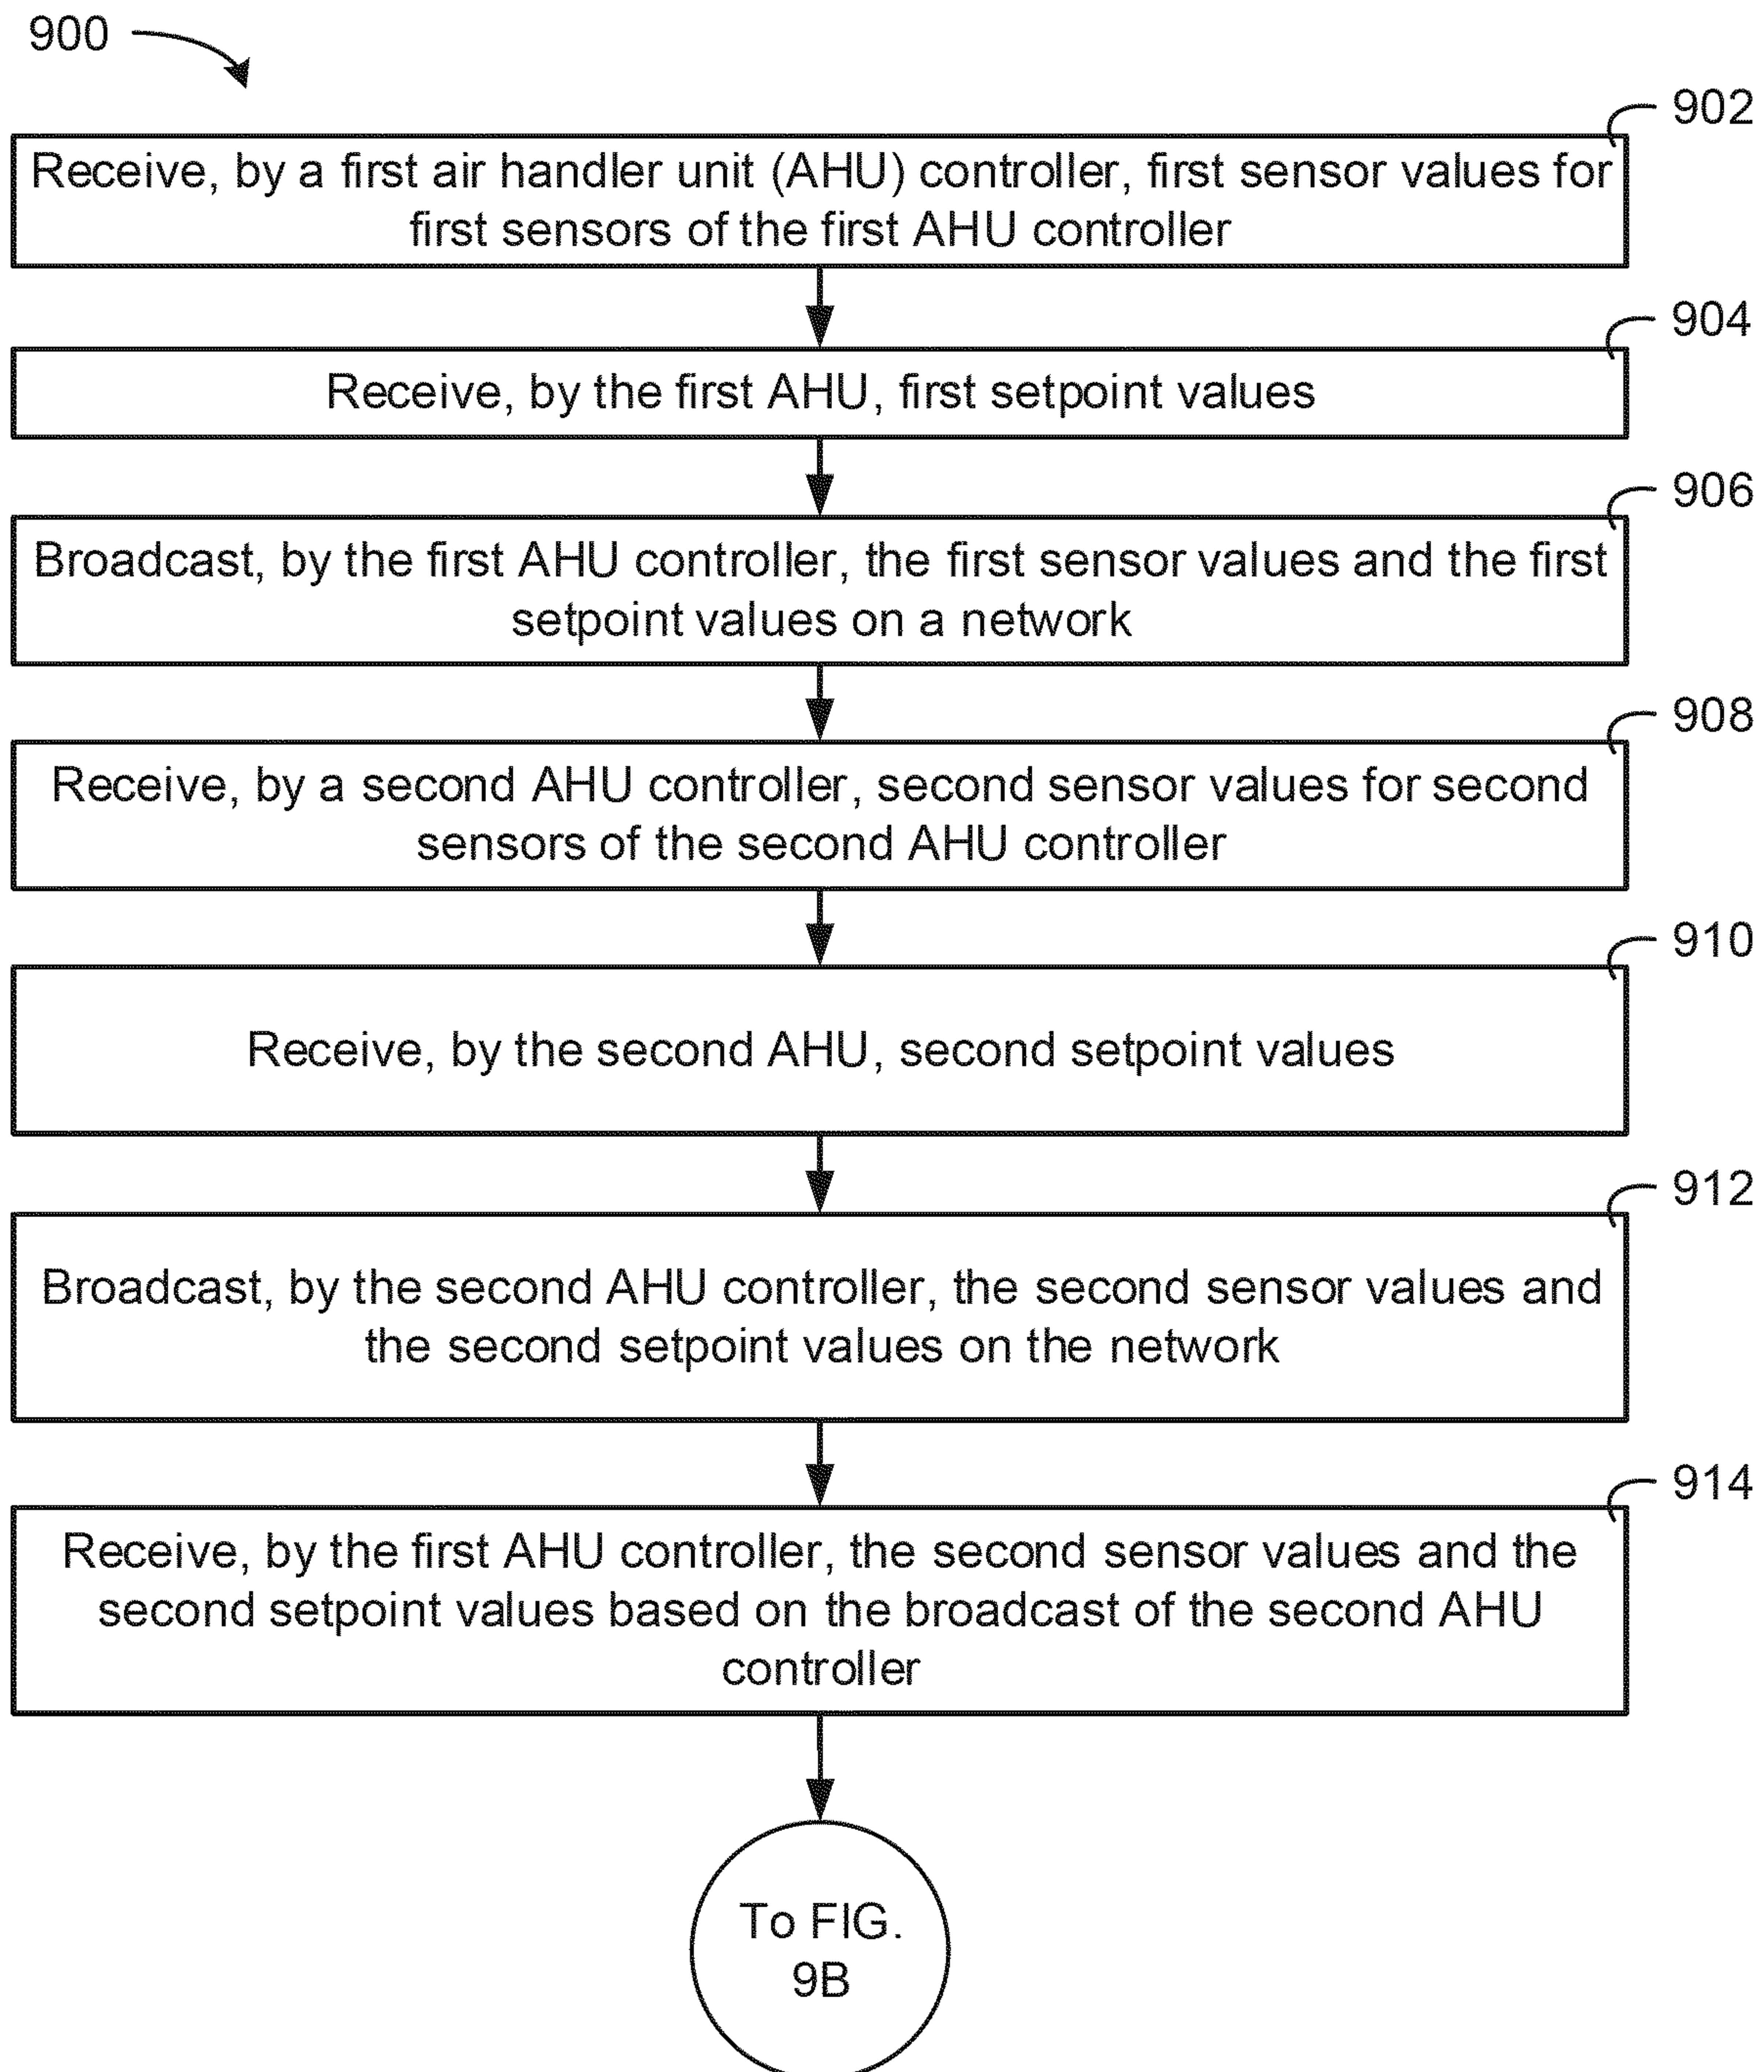 900
902
Receive, by a first air handler unit (AHU) controller, first sensor values for
first sensors of the first AHU controller
904
Receive, by the first AHU, first setpoint values
906
Broadcast, by the first AHU controller, the first sensor values and the first
setpoint values on a network
908
Receive, by a second AHU controller, second sensor values for second
sensors of the second AHU controller
910
Receive, by the second AHU, second setpoint values
912
Broadcast, by the second AHU controller, the second sensor values and
the second setpoint values on the network
914
Receive, by the first AHU controller, the second sensor values and the
second setpoint values based on the broadcast of the second AHU
controller
To FIG.
9B